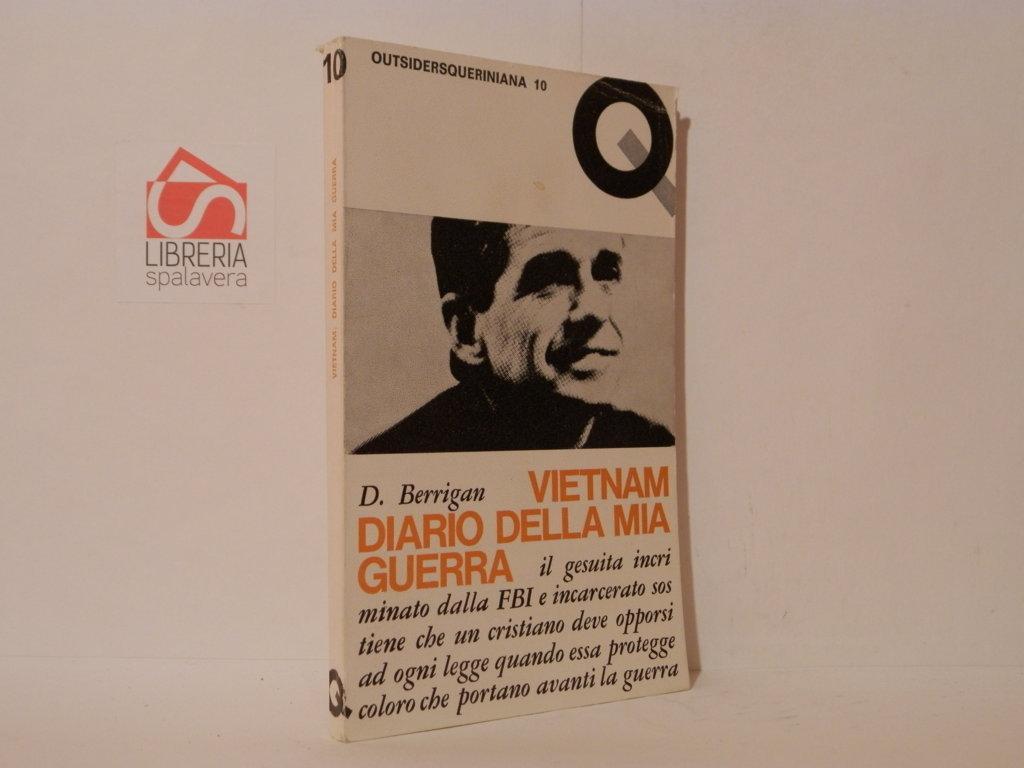 OUTSIDERSQUERINIANA 10
10
Q
VIETNAM: DIARIO DELLA MIA GUERRA
LIBRERIA
spalavera
D. Berrigan VIETNAM
DIARIO DELLA MIA
GUERRA il gesuita incri
minato dalla FBI e incarcerato sos
tiene che un cristiano deve opporsi
ad ogni legge quando essa protegge
coloro che portano avanti la guerra
Q